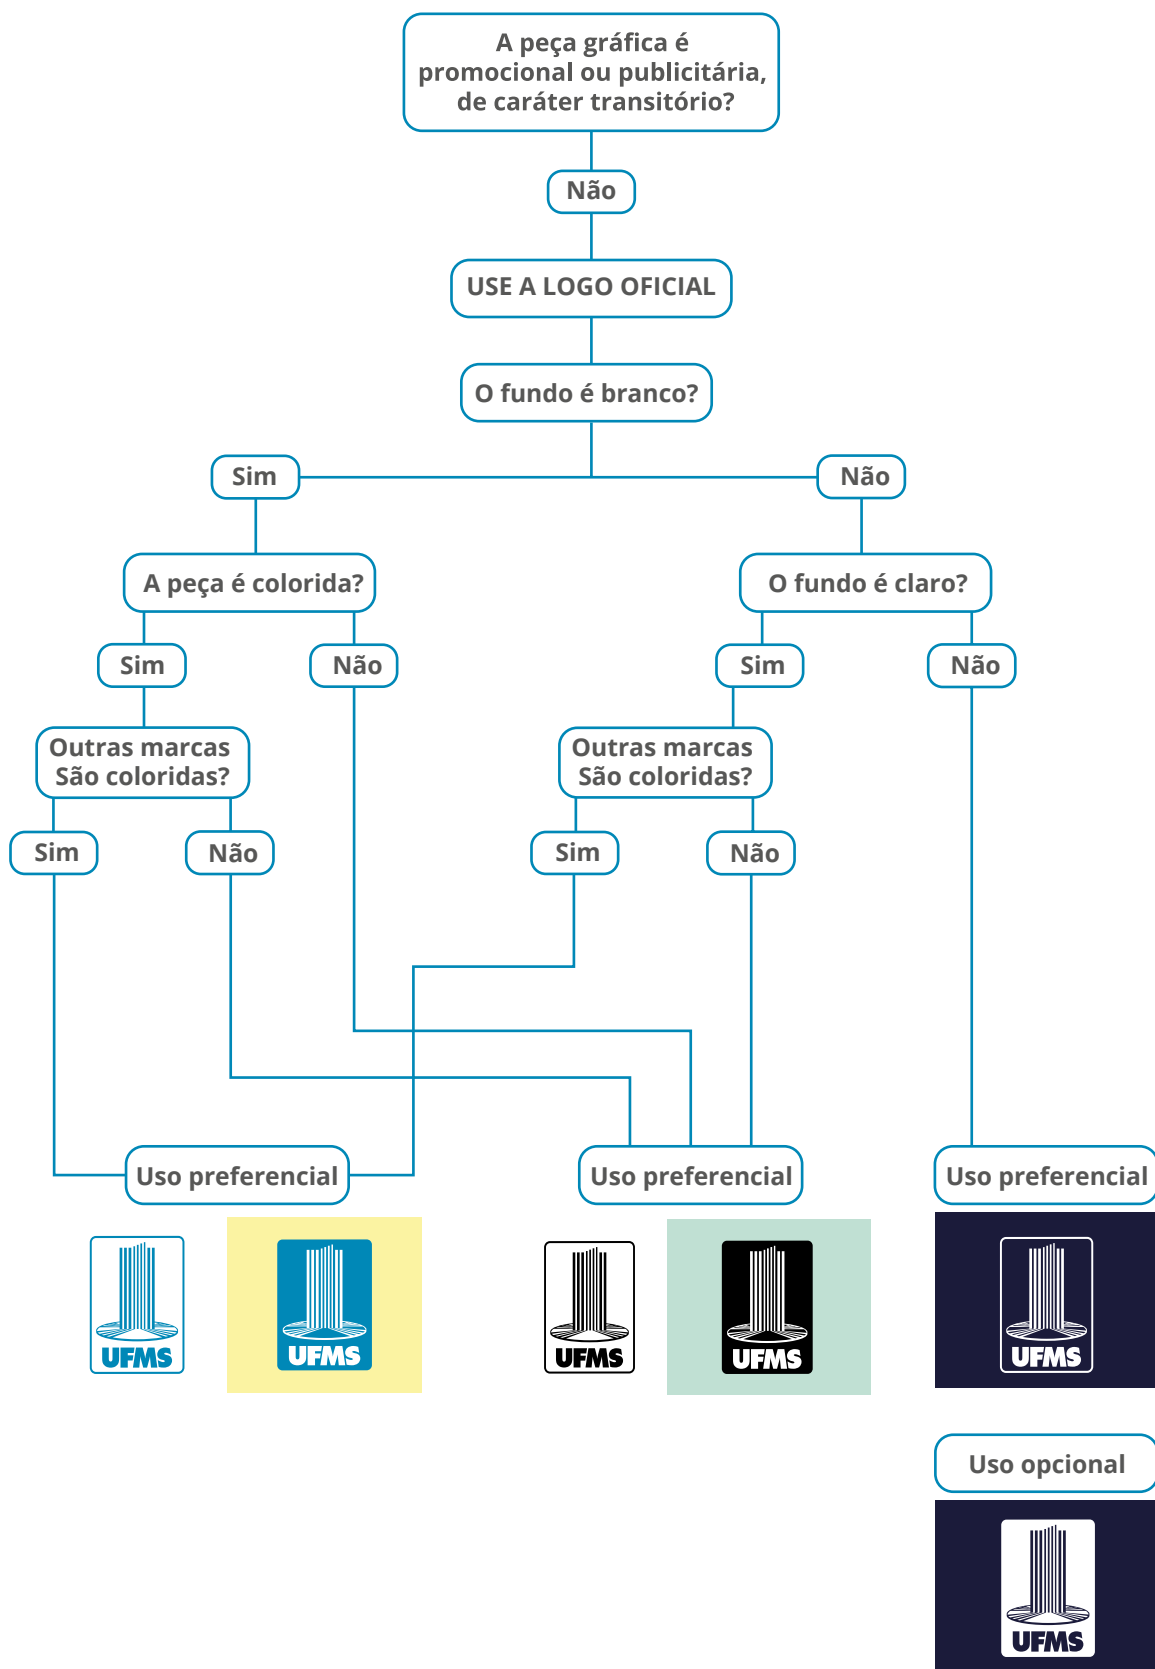 A peça gráfica é
promocional ou publicitária,
de caráter transitório?
Não
USE A LOGO OFICIAL
O fundo é branco?
Sim
Não
A peça é colorida?
O fundo é claro?
Sim
Não
Sim
Não
Outras marcas
São coloridas?
Outras marcas
São coloridas?
Sim
Não
Sim
Não
Uso preferencial
Uso preferencial
Uso preferencial
UFMS
UFMS
UFMS
UFMS
UFMS
Uso opcional
UFMS